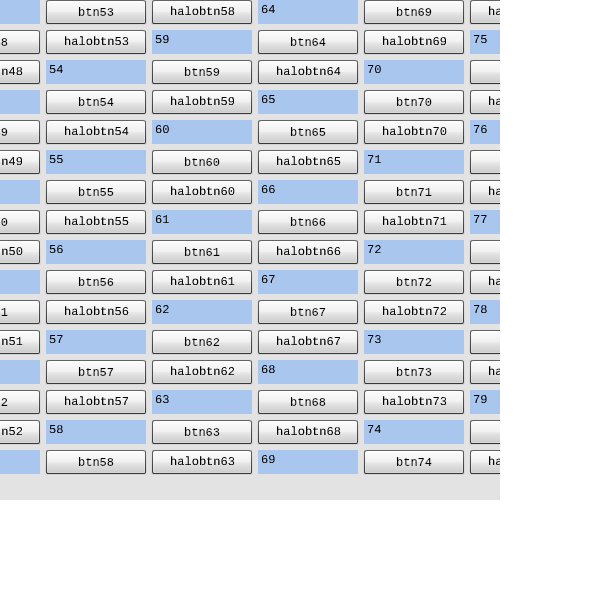 btn53 halobtn58 64 btn69 ha
8 halobtn53 59 btn64 halobtn69 75
n48 54 btn59 halobtn64 70
btn54 halobtn59 65 btn70 ha
9 halobtn54 60 btn65 halobtn70 76
n49 55 btn60 halobtn65 71
btn55 halobtn60 66 btn71 ha
0 halobtn55 61 btn66 halobtn71 77
n50 56 btn61 halobtn66 72
btn56 halobtn61 67 btn72 ha
1 halobtn56 62 btn67 halobtn72 78
n51 57 btn62 halobtn67 73
btn57 halobtn62 68 btn73 ha
2 halobtn57 63 btn68 halobtn73 79
n52 58 btn63 halobtn68 74
btn58 halobtn63 69 btn74 ha